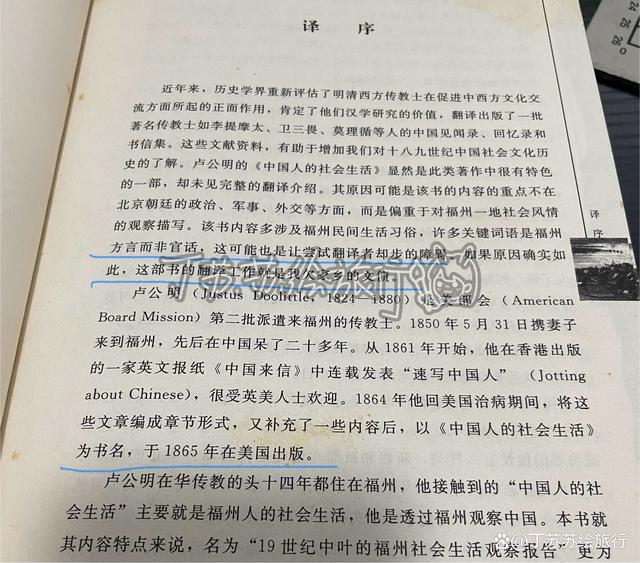 译 序
近年来，历史学界重新评估了明清西方传教士在促进中西方文化交
流方面所起的正面作用，肯定了他们汉学研究的价值，翻译出版了一批
著名传教士如李提摩太、卫三畏、莫理循等人的中国见闻录、回忆录和
书信集。这些文献资料，有助于增加我们对十八九世纪中国社会文化历
史的了解。卢公明的《中国人的社会生活》显然是此类著作中很有特色
的一部，却未见完整的翻译介绍。其原因可能是该书的内容的重点不在
北京朝廷的政治、军事、外交等方面，而是偏重于对福州一地社会风情
的观察描写。该书内容多涉及福州民间生活习俗，许多关键词语是福州
方言而非官话，这可能也是让尝试翻译者却步的障碍。如果原因确实如
此，这部书的翻译工作就是我欠家乡的文债。
卢公明（Justus Doolittle，1824—1880）是美部会（American
Board Mission）第二批派遣来福州的传教士。1850年5月31日携妻子
来到福州，先后在中国呆了二十多年。从1861年开始，他在香港出版
的一家英文报纸《中国来信》中连载发表“速写中国人”（Jotting
about Chinese），很受英美人士欢迎。1864年他回美国治病期间，将这
些文章编成章节形式，又补充了一些内容后，以《中国人的社会生活》
为书名，于1865年在美国出版。
卢公明在华传教的头十四年都住在福州，他接触到的“中国人的社
会生活”主要就是福州人的社会生活，他是透过福州观察中国。本书就
其内容特点来说，名为“19世纪中叶的福州社会生活观察报告”更为
译序
24 25 26
丁苏苏绘旅行
@丁苏苏绘旅行